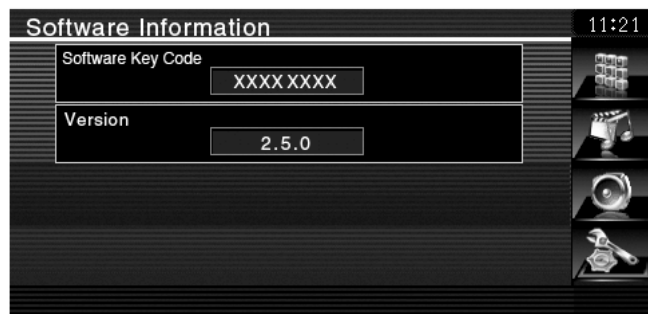 Software Information
11:21
Software Key Code
XXXX XXXX
Version
2.5.0